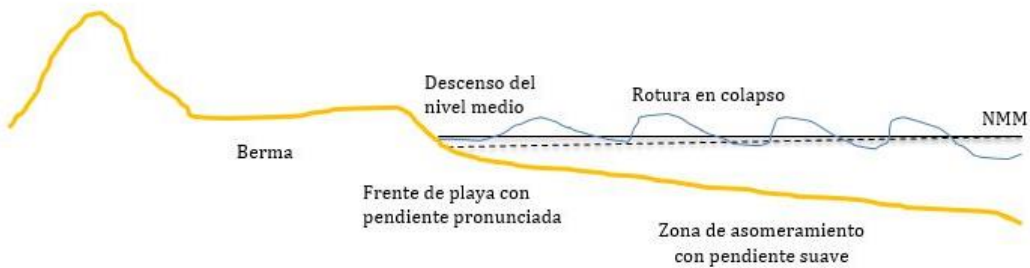 Descenso del
nivel medio
Rotura en colapso
NMM
Berma
Frente de playa con
pendiente pronunciada
Zona de asomeramiento
con pendiente suave